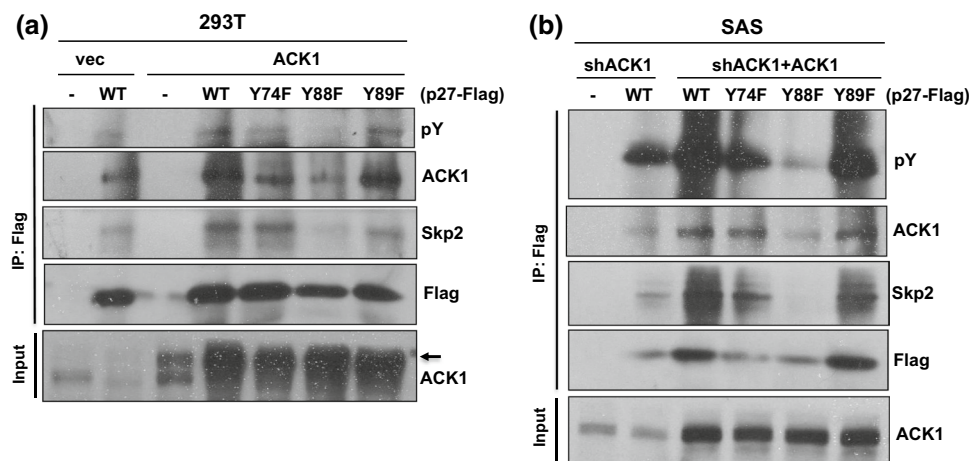 (a)
293T
vec ACK1
- WT - WT Y74F Y88F Y89F (p27-Flag)
IP: Flag
pY
ACK1
Skp2
Flag
Input
ACK1
(b)
SAS
shACK1 shACK1+ACK1
- WT WT Y74F Y88F Y89F (p27-Flag)
IP: Flag
pY
ACK1
Skp2
Flag
Input
ACK1